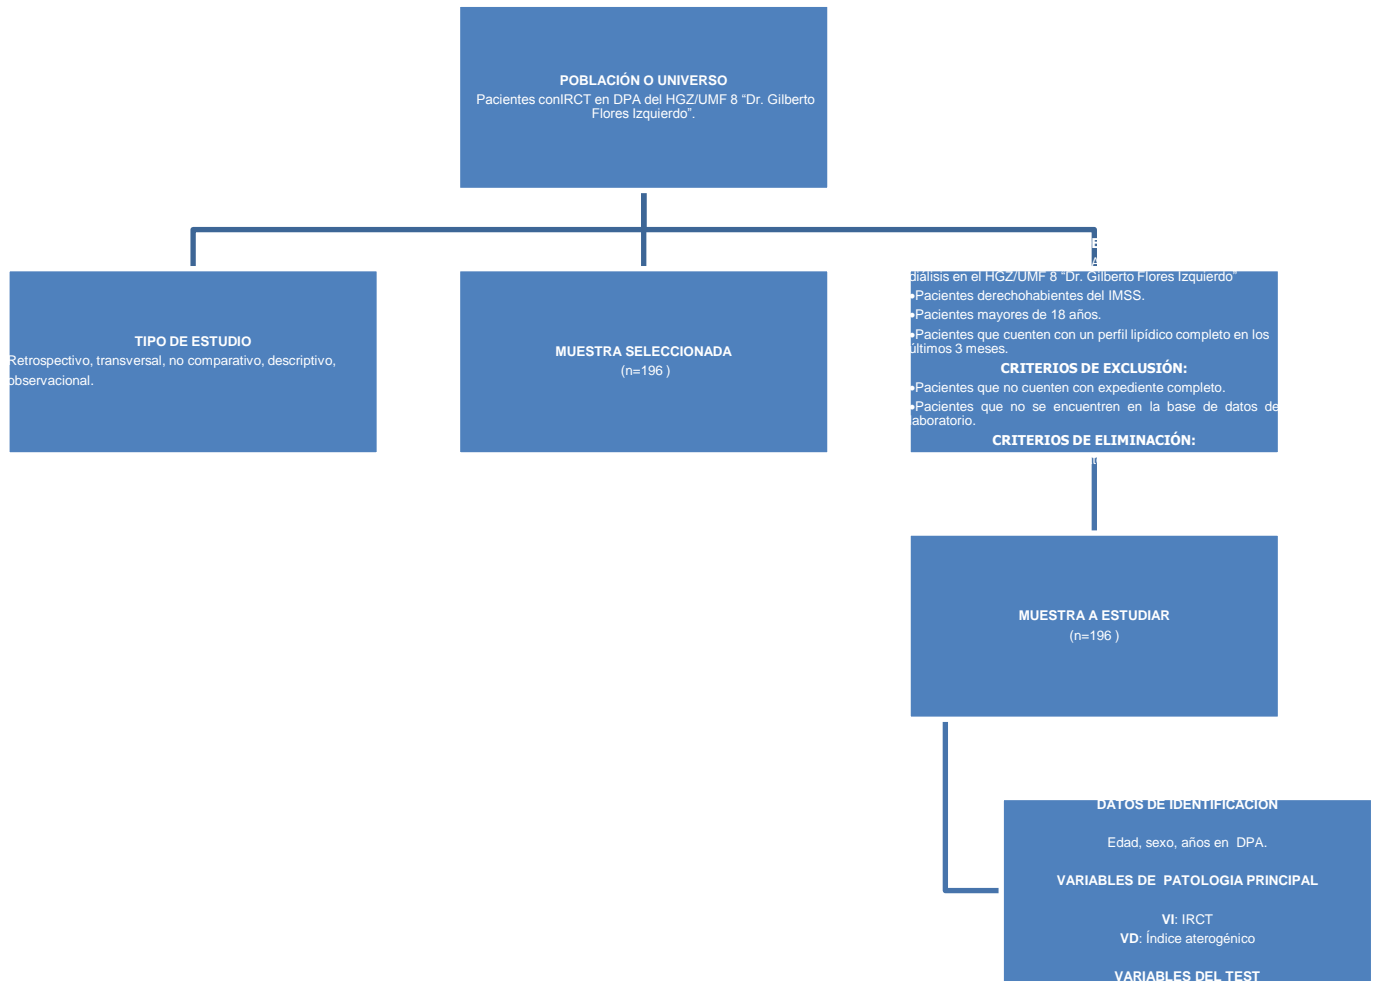 POBLACIÓN O UNIVERSO
Pacientes conIRCT en DPA del HGZ/UMF 8 “Dr. Gilberto
Flores Izquierdo”.
TIPO DE ESTUDIO
Retrospectivo, transversal, no comparativo, descriptivo,
observacional.
MUESTRA SELECCIONADA
(n=196 )
diálisis en el HGZ/UMF 8 “Dr. Gilberto Flores Izquierdo”
•Pacientes derechohabientes del IMSS.
•Pacientes mayores de 18 años.
•Pacientes que cuenten con un perfil lipídico completo en los
últimos 3 meses.
CRITERIOS DE EXCLUSIÓN:
•Pacientes que no cuenten con expediente completo.
•Pacientes que no se encuentren en la base de datos de
laboratorio.
CRITERIOS DE ELIMINACIÓN:
MUESTRA A ESTUDIAR
(n=196 )
DATOS DE IDENTIFICACION
Edad, sexo, años en DPA.
VARIABLES DE PATOLOGIA PRINCIPAL
VI: IRCT
VD: Índice aterogénico
VARIABLES DEL TEST